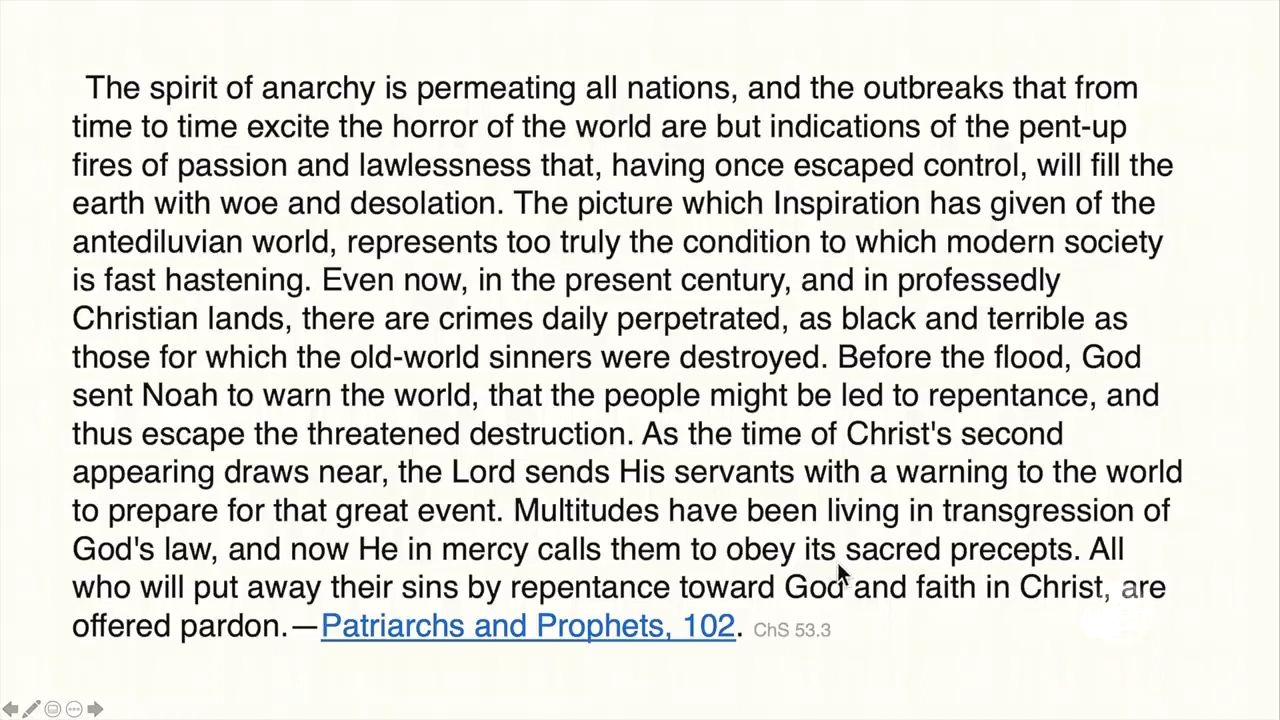 The spirit of anarchy is permeating all nations, and the outbreaks that from
time to time excite the horror of the world are but indications of the pent-up
fires of passion and lawlessness that, having once escaped control, will fill the
earth with woe and desolation. The picture which Inspiration has given of the
antediluvian world, represents too truly the condition to which modern society
is fast hastening. Even now, in the present century, and in professedly
Christian lands, there are crimes daily perpetrated, as black and terrible as
those for which the old-world sinners were destroyed. Before the flood, God
sent Noah to warn the world, that the people might be led to repentance, and
thus escape the threatened destruction. As the time of Christ's second
appearing draws near, the Lord sends His servants with a warning to the world
to prepare for that great event. Multitudes have been living in transgression of
God's law, and now He in mercy calls them to obey its sacred precepts. All
who will put away their sins by repentance toward God and faith in Christ, are
offered pardon.—Patriarchs and Prophets, 102. ChS 53.3